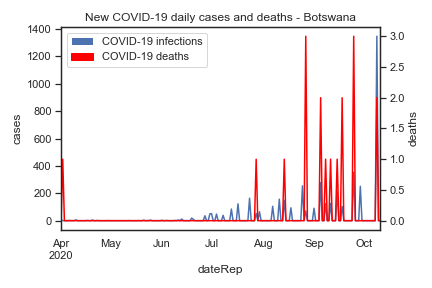 New COVID-19 daily cases and deaths - Botswana
COVID-19 infections
COVID-19 deaths
1400
1200
1000
800
600
400
200
0
cases
3.0
2.5
2.0
1.5
1.0
0.5
0.0
deaths
Apr May Jun Jul Aug Sep Oct
2020
dateRep